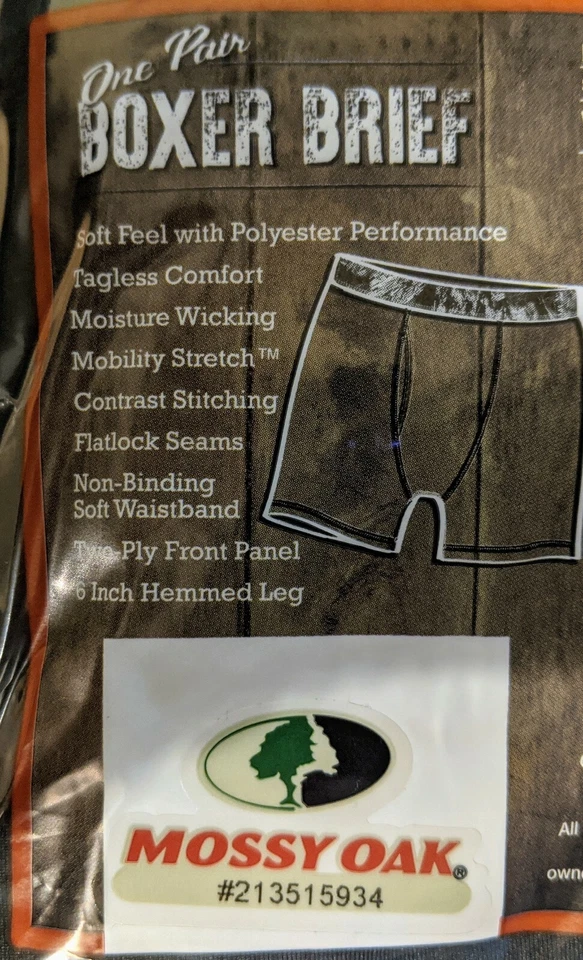 One Pair
BOXER BRIEF
Soft Feel with Polyester Performance
Tagless Comfort
Moisture Wicking
Mobility Stretch™
Contrast Stitching
Flatlock Seams
Non-Binding
Soft Waistband
Two-Ply Front Panel
6 Inch Hemmed Leg
MOSSY OAK®
#213515934
All